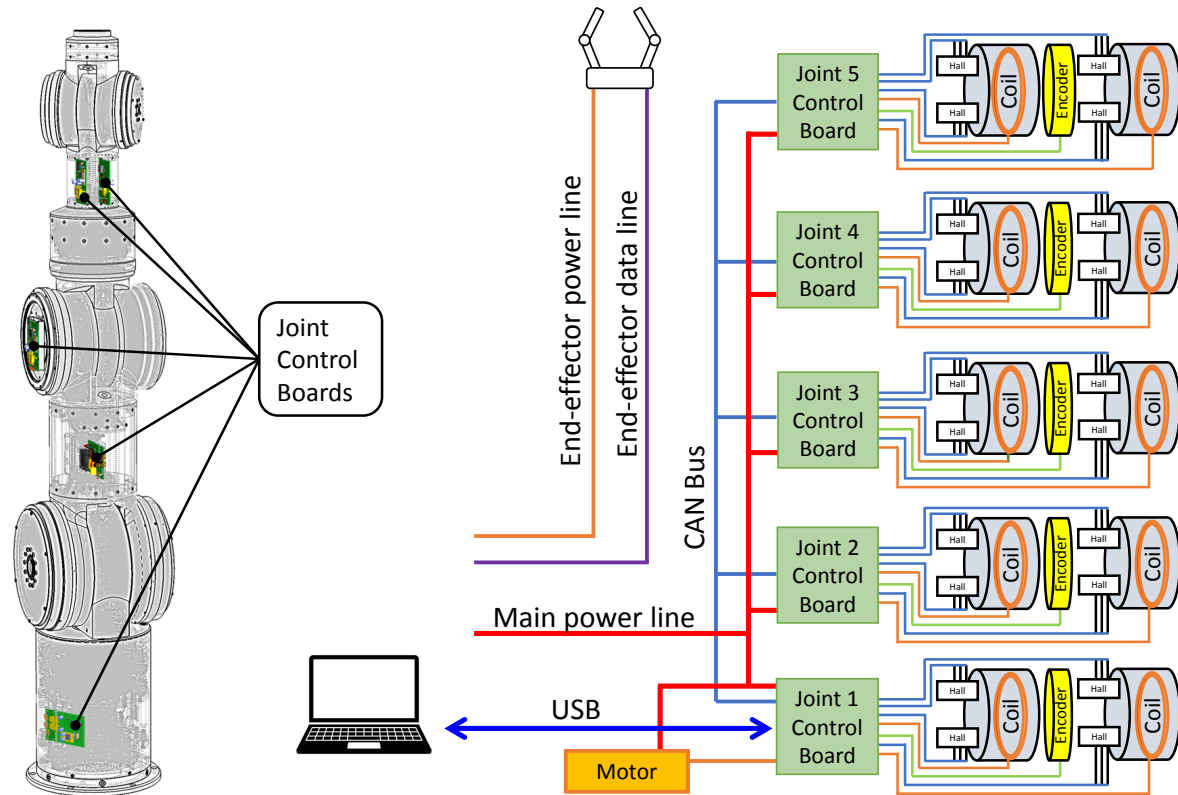 Joint
Control
Boards
End-effector power line
End-effector data line
CAN Bus
Main power line
USB
Motor
Joint 5
Control
Board
Hall
Hall
Coil
Encoder
Hall
Hall
Coil
Joint 4
Control
Board
Hall
Hall
Coil
Encoder
Hall
Hall
Coil
Joint 3
Control
Board
Hall
Hall
Coil
Encoder
Hall
Hall
Coil
Joint 2
Control
Board
Hall
Hall
Coil
Encoder
Hall
Hall
Coil
Joint 1
Control
Board
Hall
Hall
Coil
Encoder
Hall
Hall
Coil